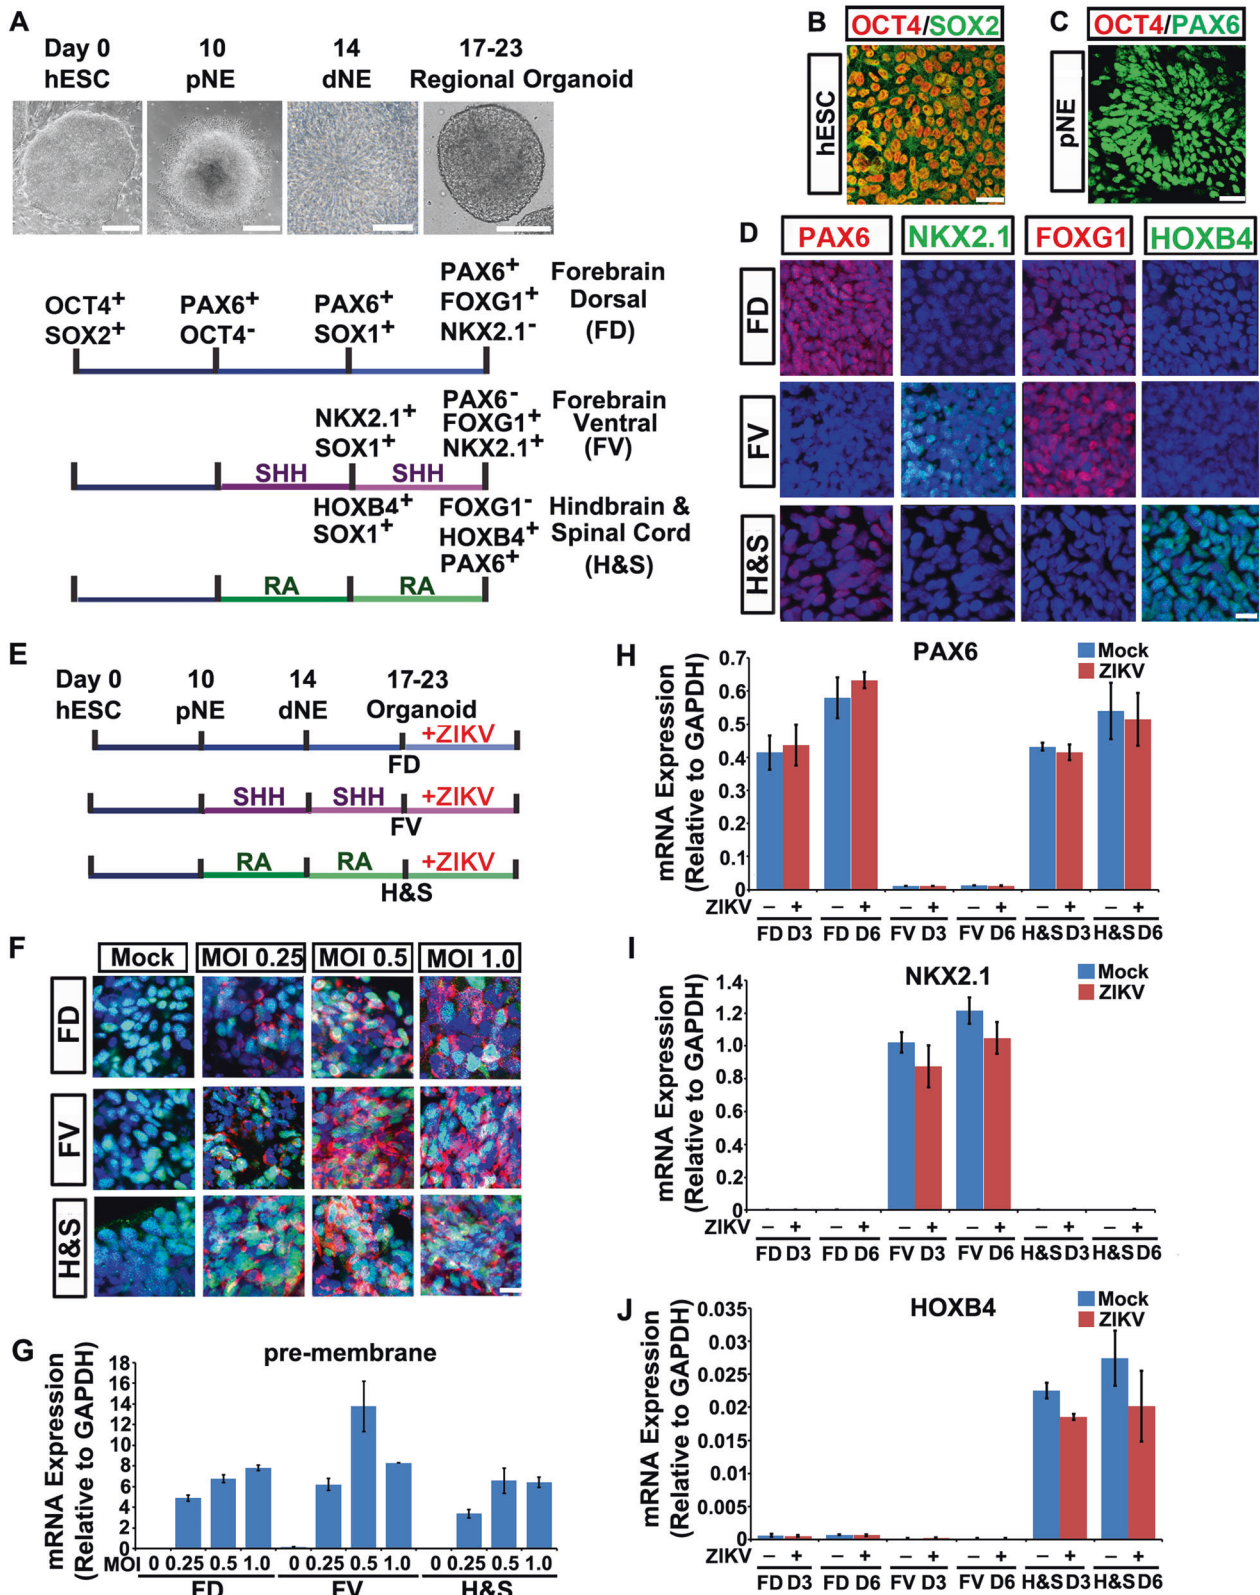 A
Day 0 10 14 17-23
hESC pNE dNE Regional Organoid
OCT4+ PAX6+ PAX6+ PAX6+ Forebrain
SOX2+ OCT4- SOX1+ FOXG1+ Dorsal
NKX2.1- (FD)
NKX2.1+ PAX6- Forebrain
SOX1+ FOXG1+ Ventral
NKX2.1+ (FV)
SHH SHH
HOXB4+ FOXG1- Hindbrain &
SOX1+ HOXB4+ Spinal Cord
PAX6+ (H&S)
RA RA
B
OCT4/SOX2
hESC
C
OCT4/PAX6
pNE
D
PAX6 NKX2.1 FOXG1 HOXB4
FD
FV
H&S
E
Day 0 10 14 17-23
hESC pNE dNE Organoid
+ZIKV
FD
SHH SHH +ZIKV
FV
RA RA +ZIKV
H&S
F
Mock MOI 0.25 MOI 0.5 MOI 1.0
FD
FV
H&S
G
pre-membrane
mRNA Expression
(Relative to GAPDH)
18
16
14
12
10
8
6
4
2
0
MOI 0 0.25 0.5 1.0 0 0.25 0.5 1.0 0 0.25 0.5 1.0
FD FV H&S
H
PAX6
Mock
ZIKV
mRNA Expression
(Relative to GAPDH)
0.7
0.6
0.5
0.4
0.3
0.2
0.1
0
ZIKV – + – + – + – + – + – +
FD D3 FD D6 FV D3 FV D6 H&S D3 H&S D6
I
NKX2.1
Mock
ZIKV
mRNA Expression
(Relative to GAPDH)
1.4
1.2
1.0
0.8
0.6
0.4
0.2
0
ZIKV – + – + – + – + – + – +
FD D3 FD D6 FV D3 FV D6 H&S D3 H&S D6
J
HOXB4
Mock
ZIKV
mRNA Expression
(Relative to GAPDH)
0.035
0.03
0.025
0.02
0.015
0.01
0.005
0
ZIKV – + – + – + – + – + – +
FD D3 FD D6 FV D3 FV D6 H&S D3 H&S D6